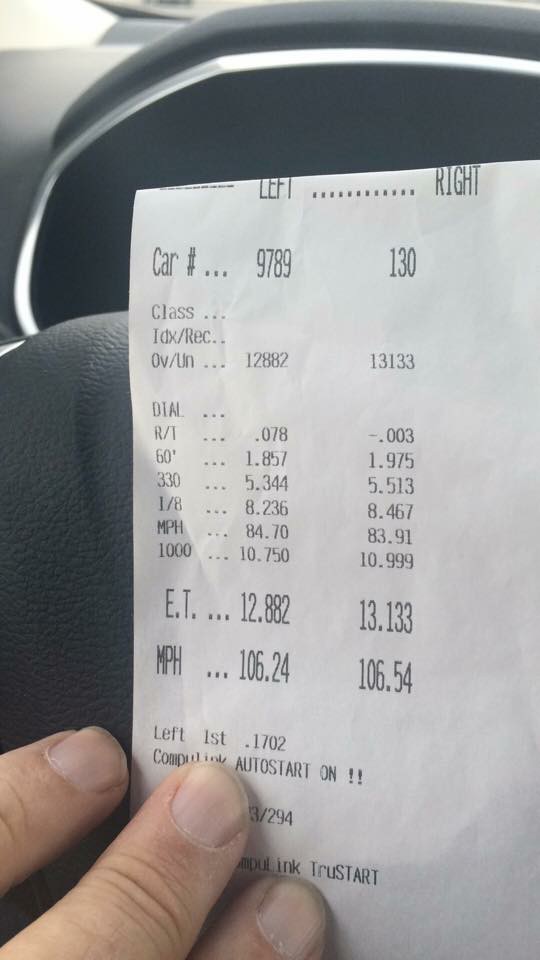 LEFT ............ RIGHT
Car # ... 9789 130
Class ...
Idx/Rec..
Ov/Un ... 12882 13133
DIAL ...
R/T ... .078 -.003
60' ... 1.857 1.975
330 ... 5.344 5.513
1/8 ... 8.236 8.467
MPH ... 84.70 83.91
1000 ... 10.750 10.999
E.T. ... 12.882 13.133
MPH ... 106.24 106.54
Left 1st .1702
Compulink AUTOSTART ON !!
/294
TruSTART